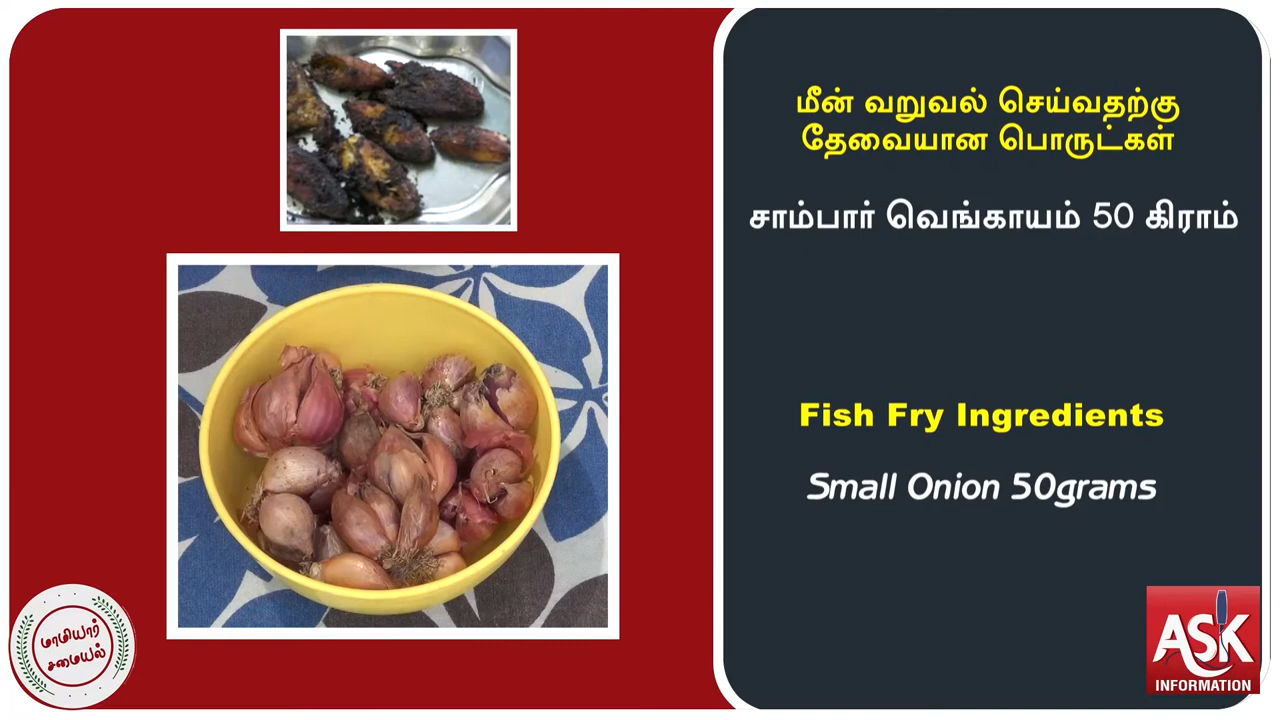 மீன் வறுவல் செய்வதற்கு
தேவையான பொருட்கள்
சாம்பார் வெங்காயம் 50 கிராம்
Fish Fry Ingredients
Small Onion 50grams
மாமியார்
சமையல்
ASK
INFORMATION